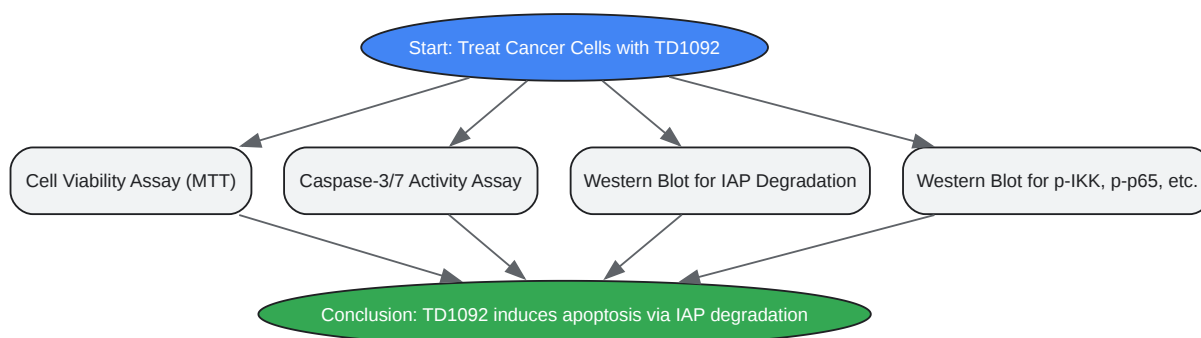 Start: Treat Cancer Cells with TD1092
Cell Viability Assay (MTT)
Caspase-3/7 Activity Assay
Western Blot for IAP Degradation
Western Blot for p-IKK, p-p65, etc.
Conclusion: TD1092 induces apoptosis via IAP degradation